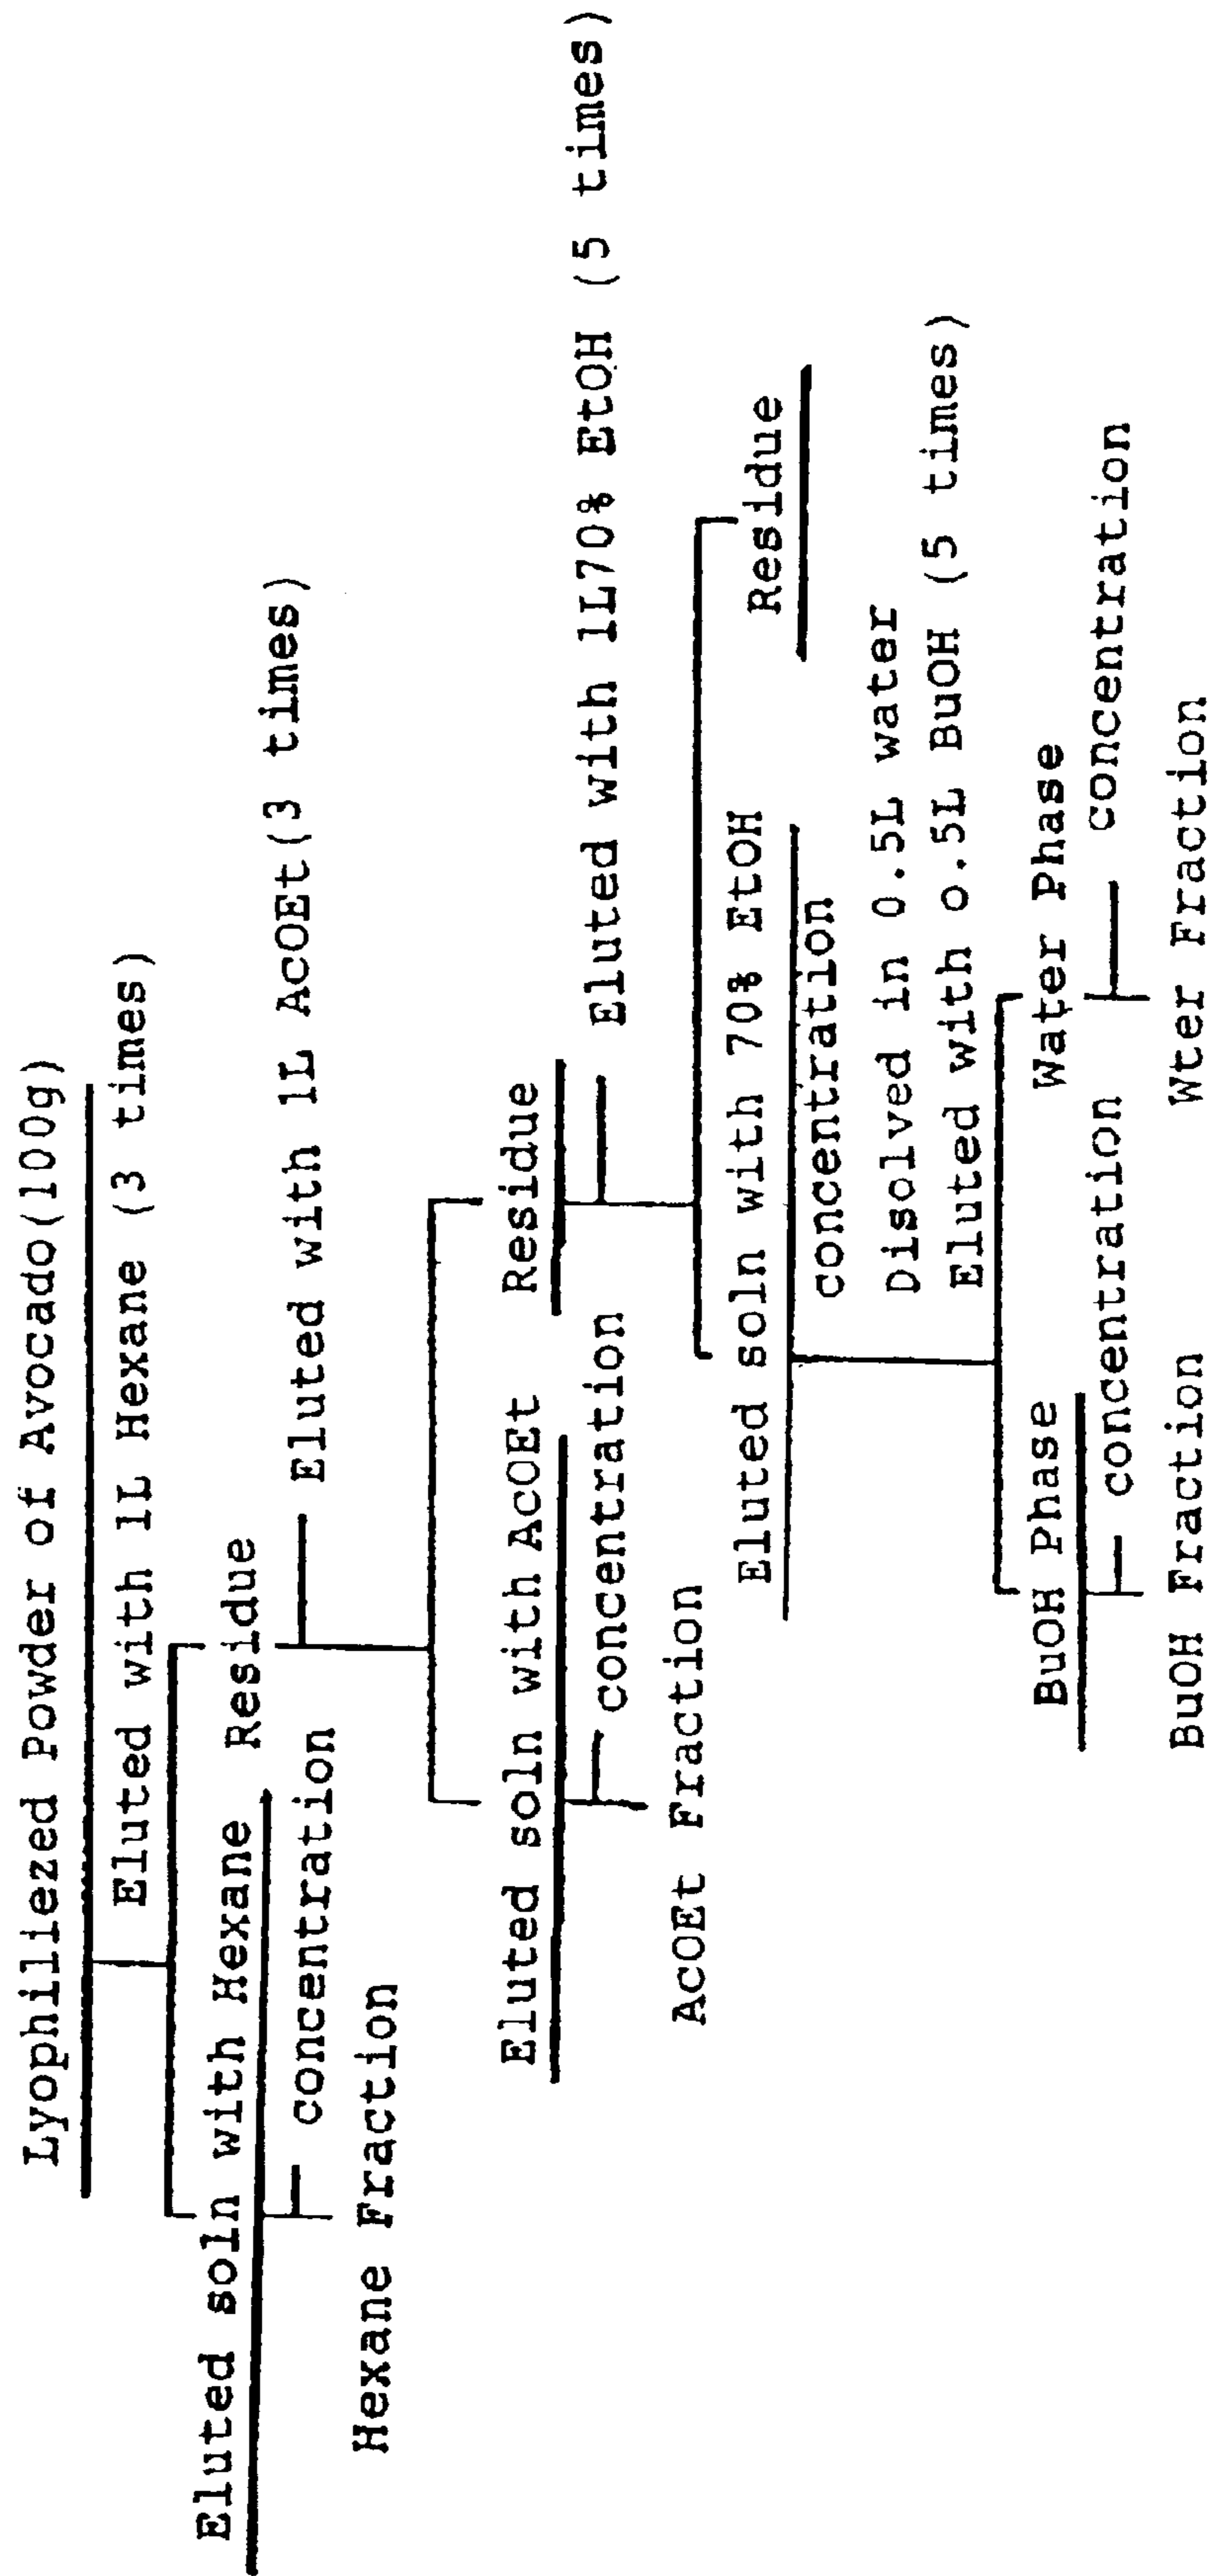 Lyophiliezed Powder of Avocado(100g)
Eluted with 1L Hexane (3 times)
Eluted soln with Hexane
Residue
concentration
Eluted with 1L AcOEt(3 times)
Hexane Fraction
Eluted soln with AcOEt
Residue
concentration
Eluted with 1L70% EtOH (5 times)
AcOEt Fraction
Eluted soln with 70% EtOH
Residue
concentration
Disolved in 0.5L water
Eluted with o.5L BuOH (5 times)
BuOH Phase
Water Phase
concentration
concentration
BuOH Fraction
Wter Fraction